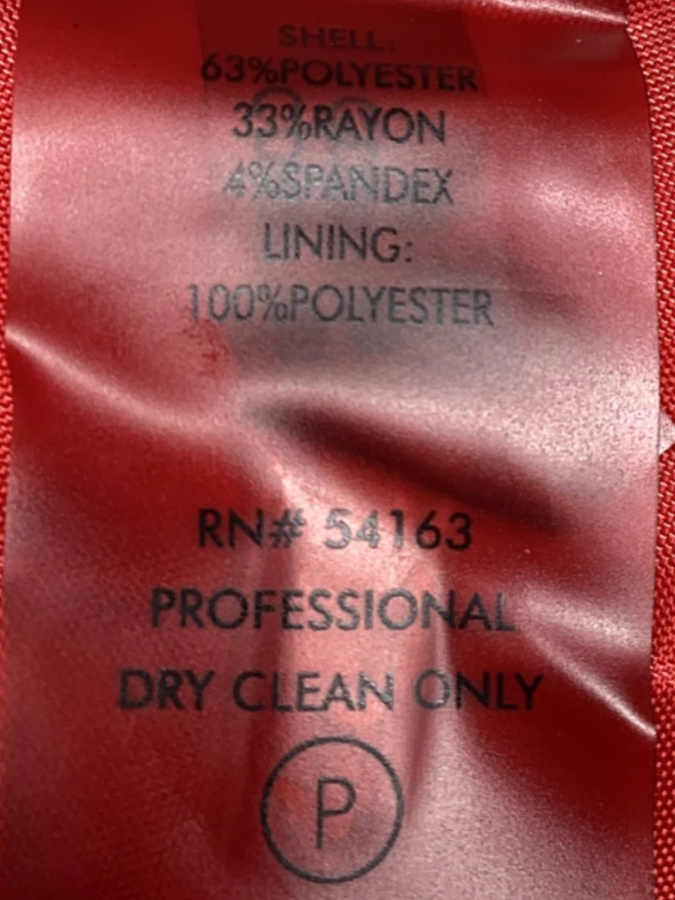 SHELL:
63%POLYESTER
33%RAYON
4%SPANDEX
LINING:
100%POLYESTER
RN# 54163
PROFESSIONAL
DRY CLEAN ONLY
P